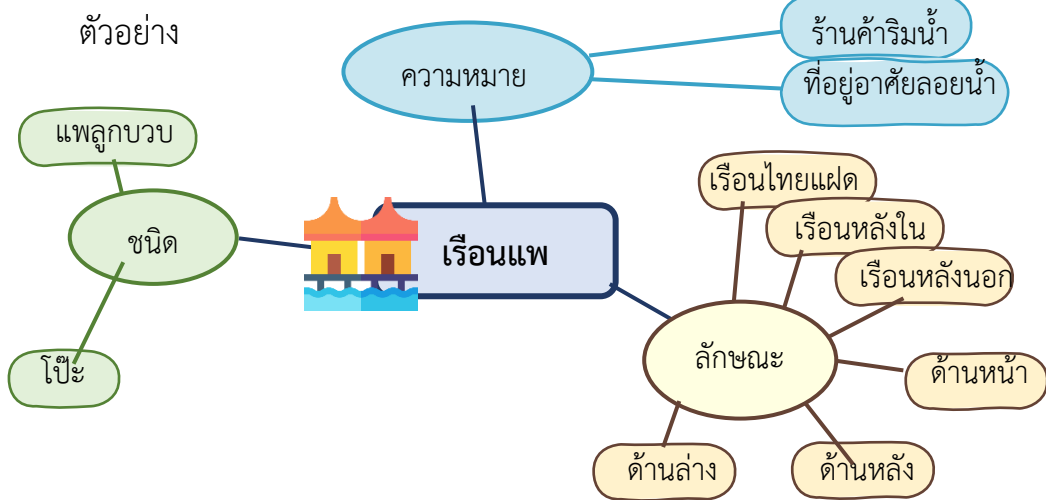 ตัวอย่าง
ความหมาย
ร้านค้าริมน้ำ
ที่อยู่อาศัยลอยน้ำ
แพลูกบวบ
ชนิด
โป๊ะ
เรือนแพ
เรือนไทยแฝด
เรือนหลังใน
เรือนหลังนอก
ลักษณะ
ด้านหน้า
ด้านล่าง
ด้านหลัง